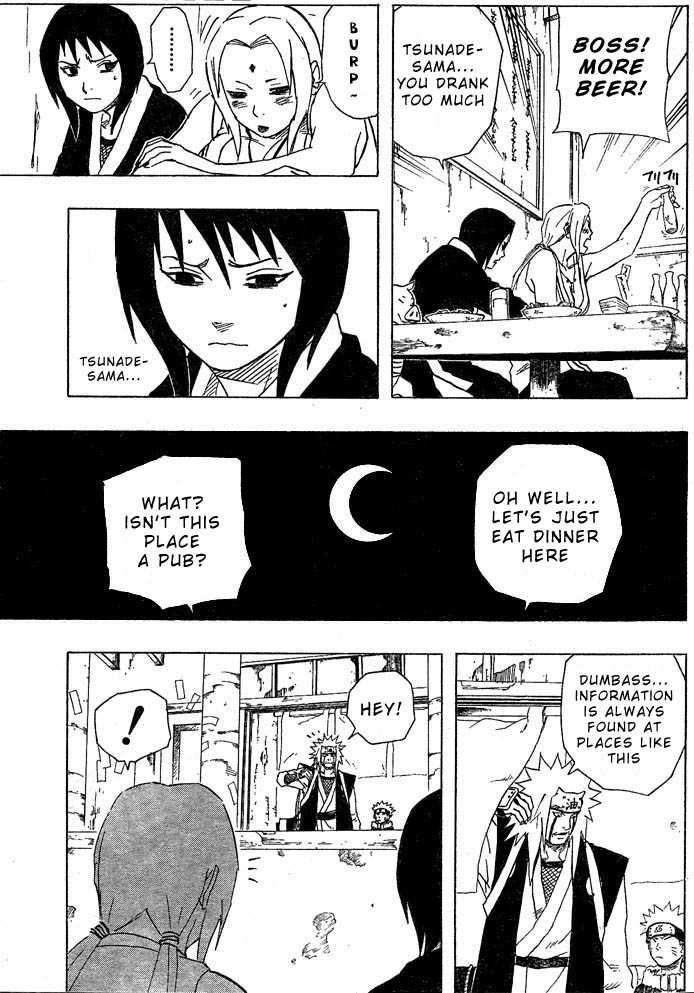 BOSS!
MORE
BEER!
TSUNADE-
SAMA...
YOU DRANK
TOO MUCH
BURP~
........
TSUNADE-
SAMA...
OH WELL...
LET'S JUST
EAT DINNER
HERE
WHAT?
ISN'T THIS
PLACE
A PUB?
DUMBASS...
INFORMATION
IS ALWAYS
FOUND AT
PLACES LIKE
THIS
油
HEY!
!